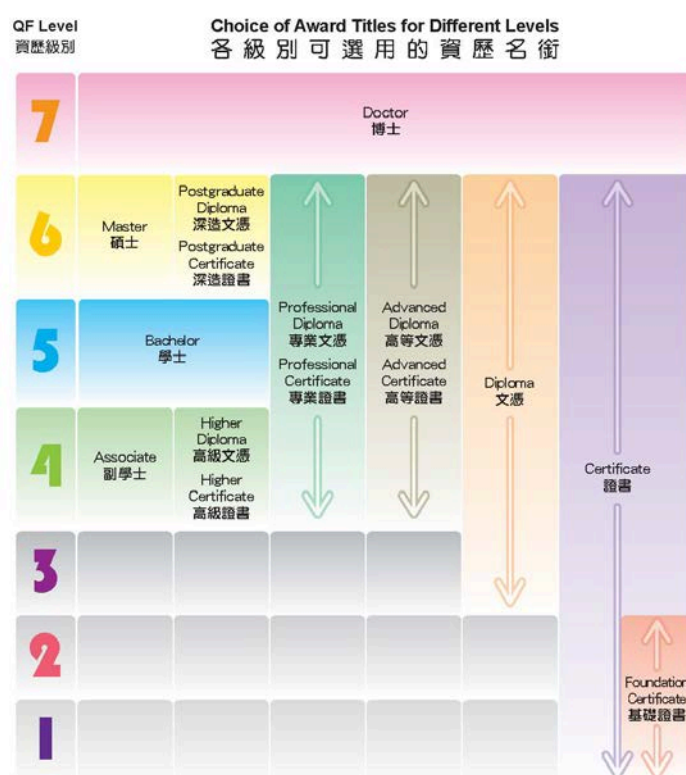 QF Level
資歷級別
Choice of Award Titles for Different Levels
各級別可選用的資歷名銜
7
Doctor
博士
6
Master
碩士
Postgraduate
Diploma
深造文憑
Postgraduate
Certificate
深造證書
Professional
Diploma
專業文憑
Professional
Certificate
專業證書
Advanced
Diploma
高等文憑
Advanced
Certificate
高等證書
Diploma
文憑
Certificate
證書
5
Bachelor
學士
4
Associate
副學士
Higher
Diploma
高級文憑
Higher
Certificate
高級證書
3
2
Foundation
Certificate
基礎證書
1